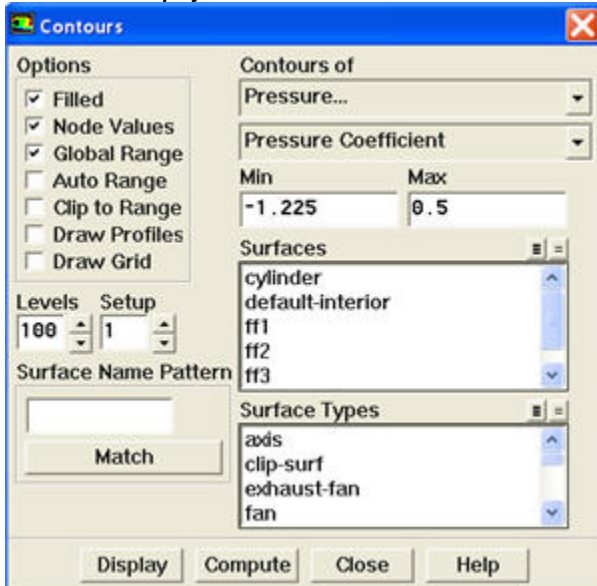 Contours
Options
Filled
Node Values
Global Range
Auto Range
Clip to Range
Draw Profiles
Draw Grid
Levels Setup
100 1
Surface Name Pattern
Match
Contours of
Pressure...
Pressure Coefficient
Min Max
-1.225 0.5
Surfaces
cylinder
default-interior
ff1
ff2
ff3
Surface Types
axis
clip-surf
exhaust-fan
fan
Display Compute Close Help